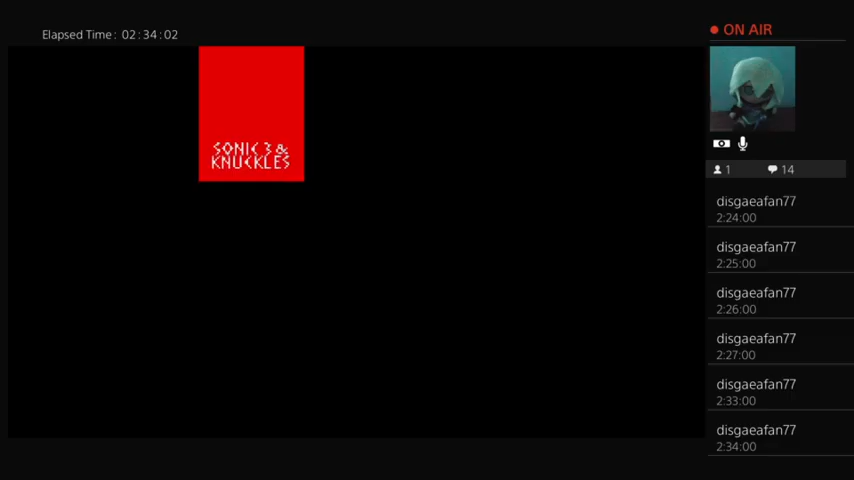 Elapsed Time: 02:34:02
ON AIR
SONIC 3 &
KNUCKLES
1
14
disgaeafan77
2:24:00
disgaeafan77
2:25:00
disgaeafan77
2:26:00
disgaeafan77
2:27:00
disgaeafan77
2:33:00
disgaeafan77
2:34:00